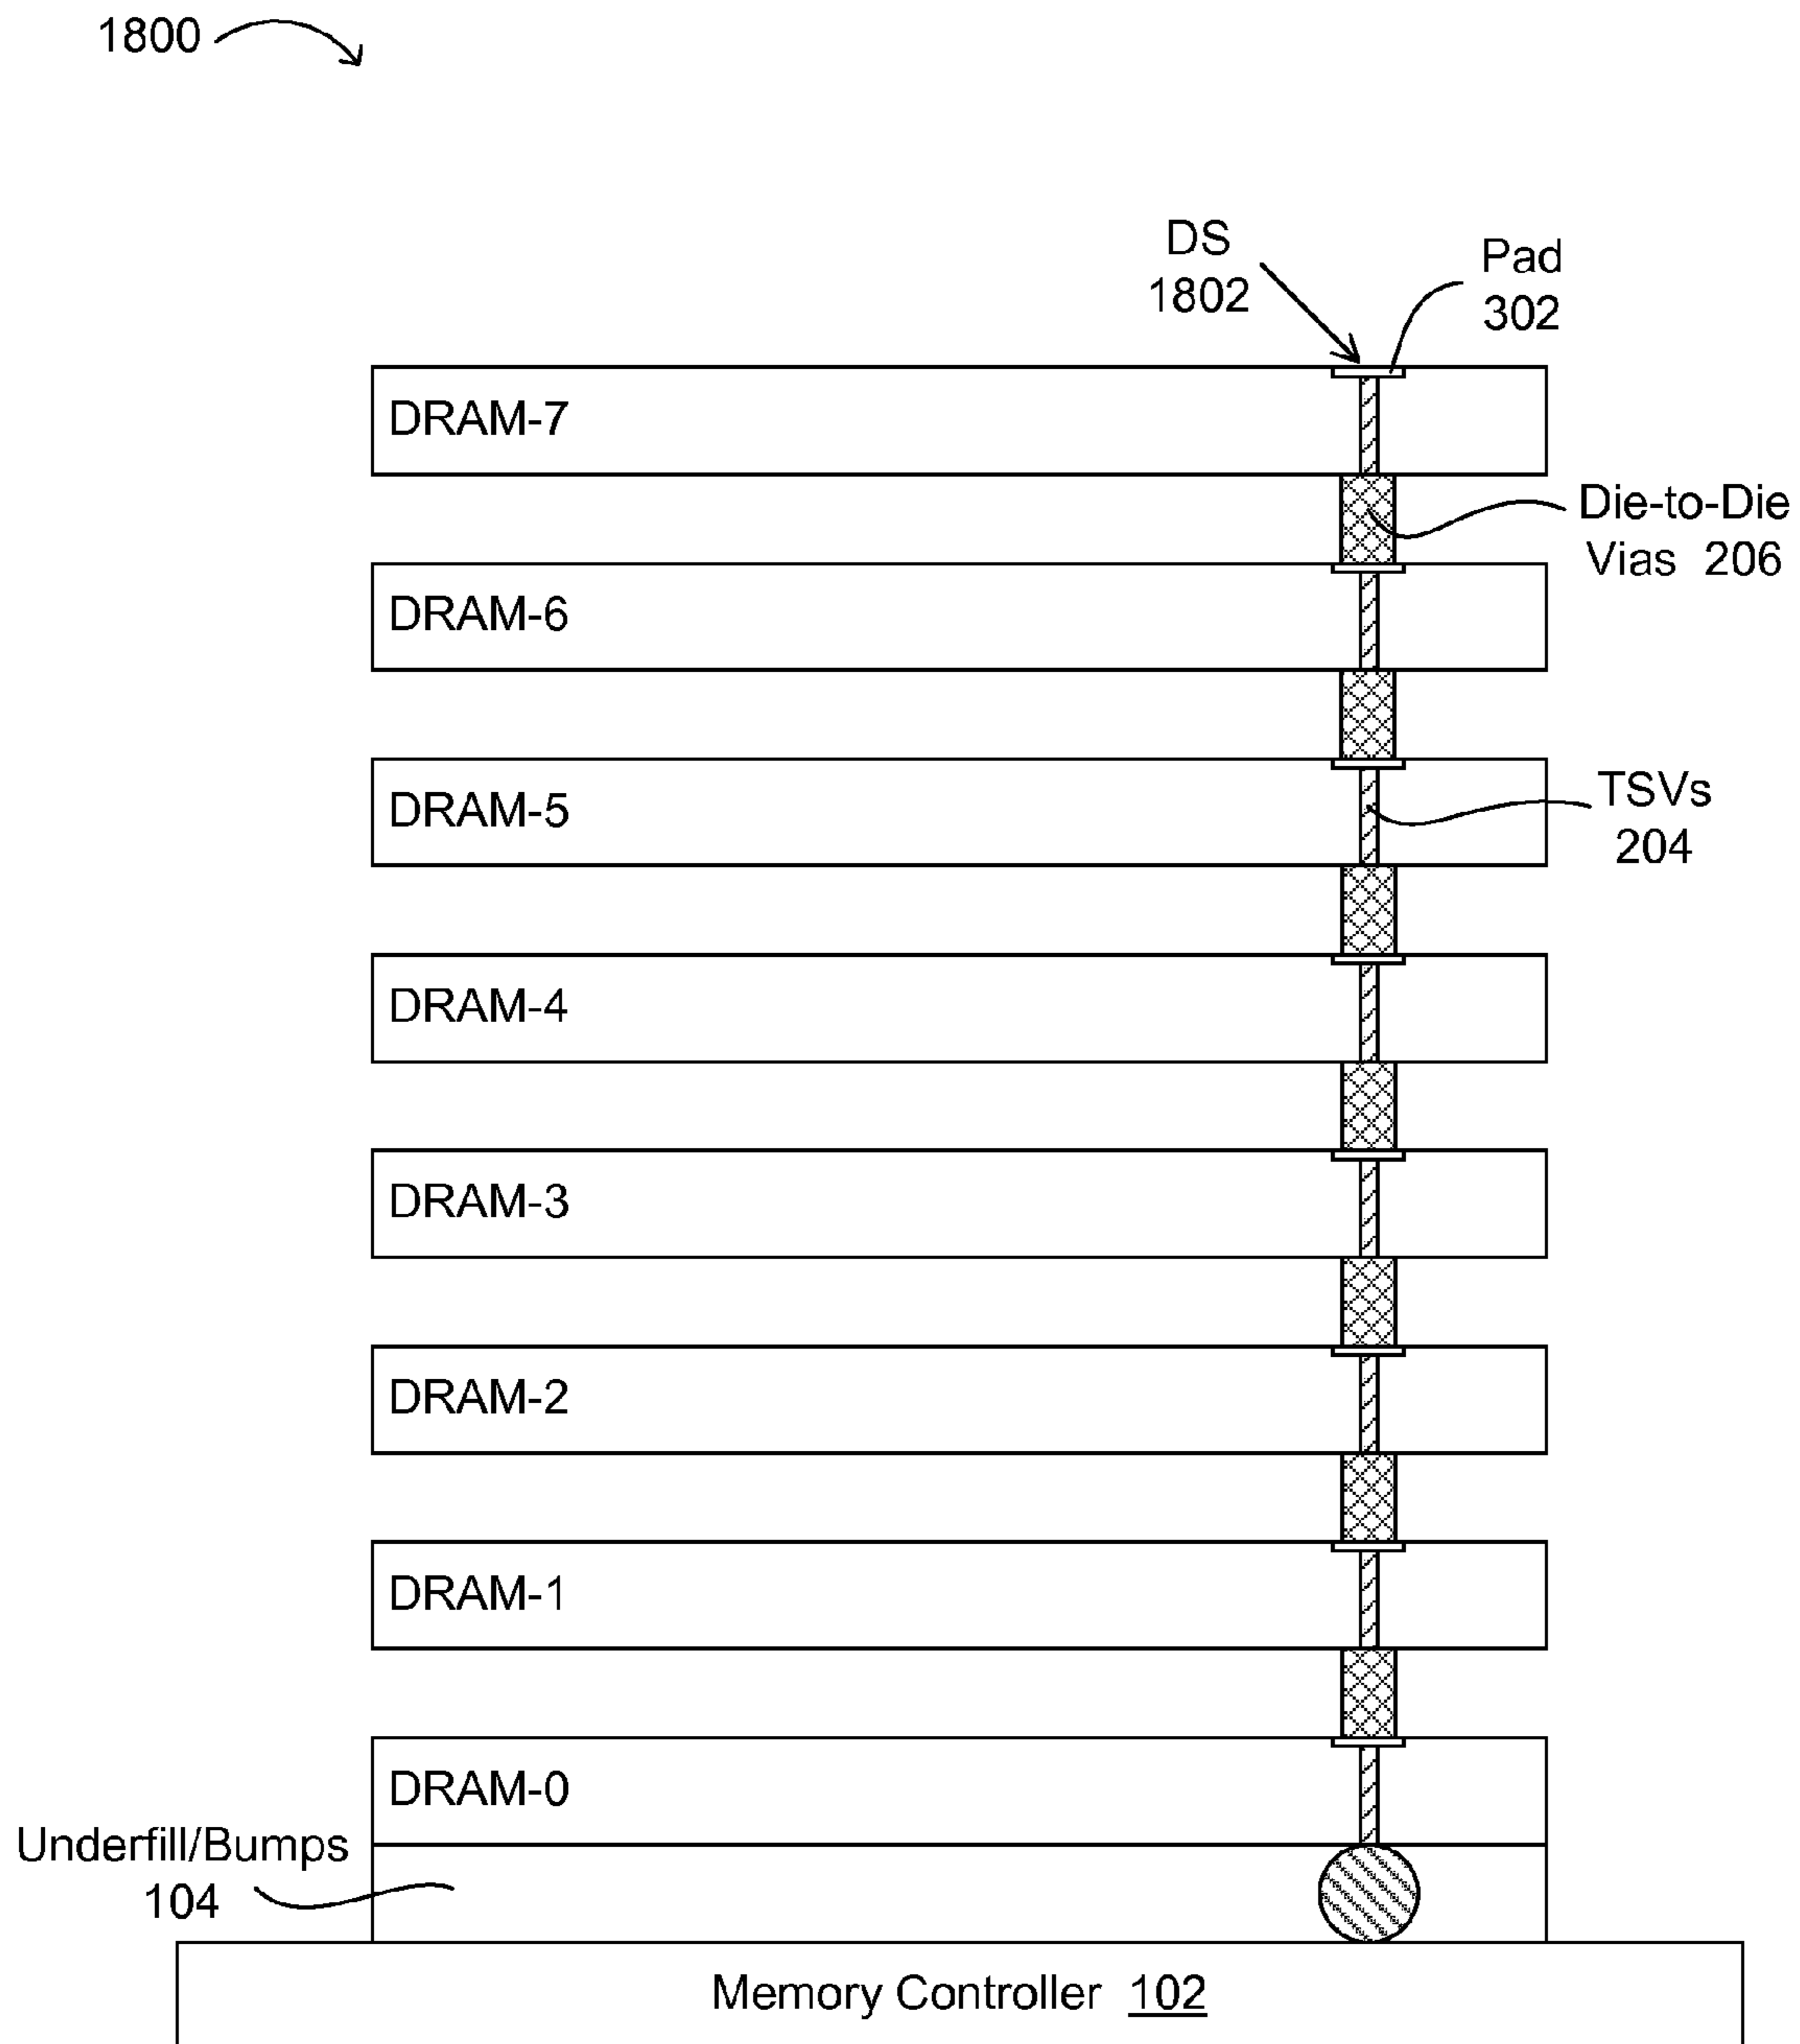 1800
DS
1802
Pad
302
DRAM-7
Die-to-Die
Vias 206
DRAM-6
DRAM-5
TSVs
204
DRAM-4
DRAM-3
DRAM-2
DRAM-1
DRAM-0
Underfill/Bumps
104
Memory Controller 102